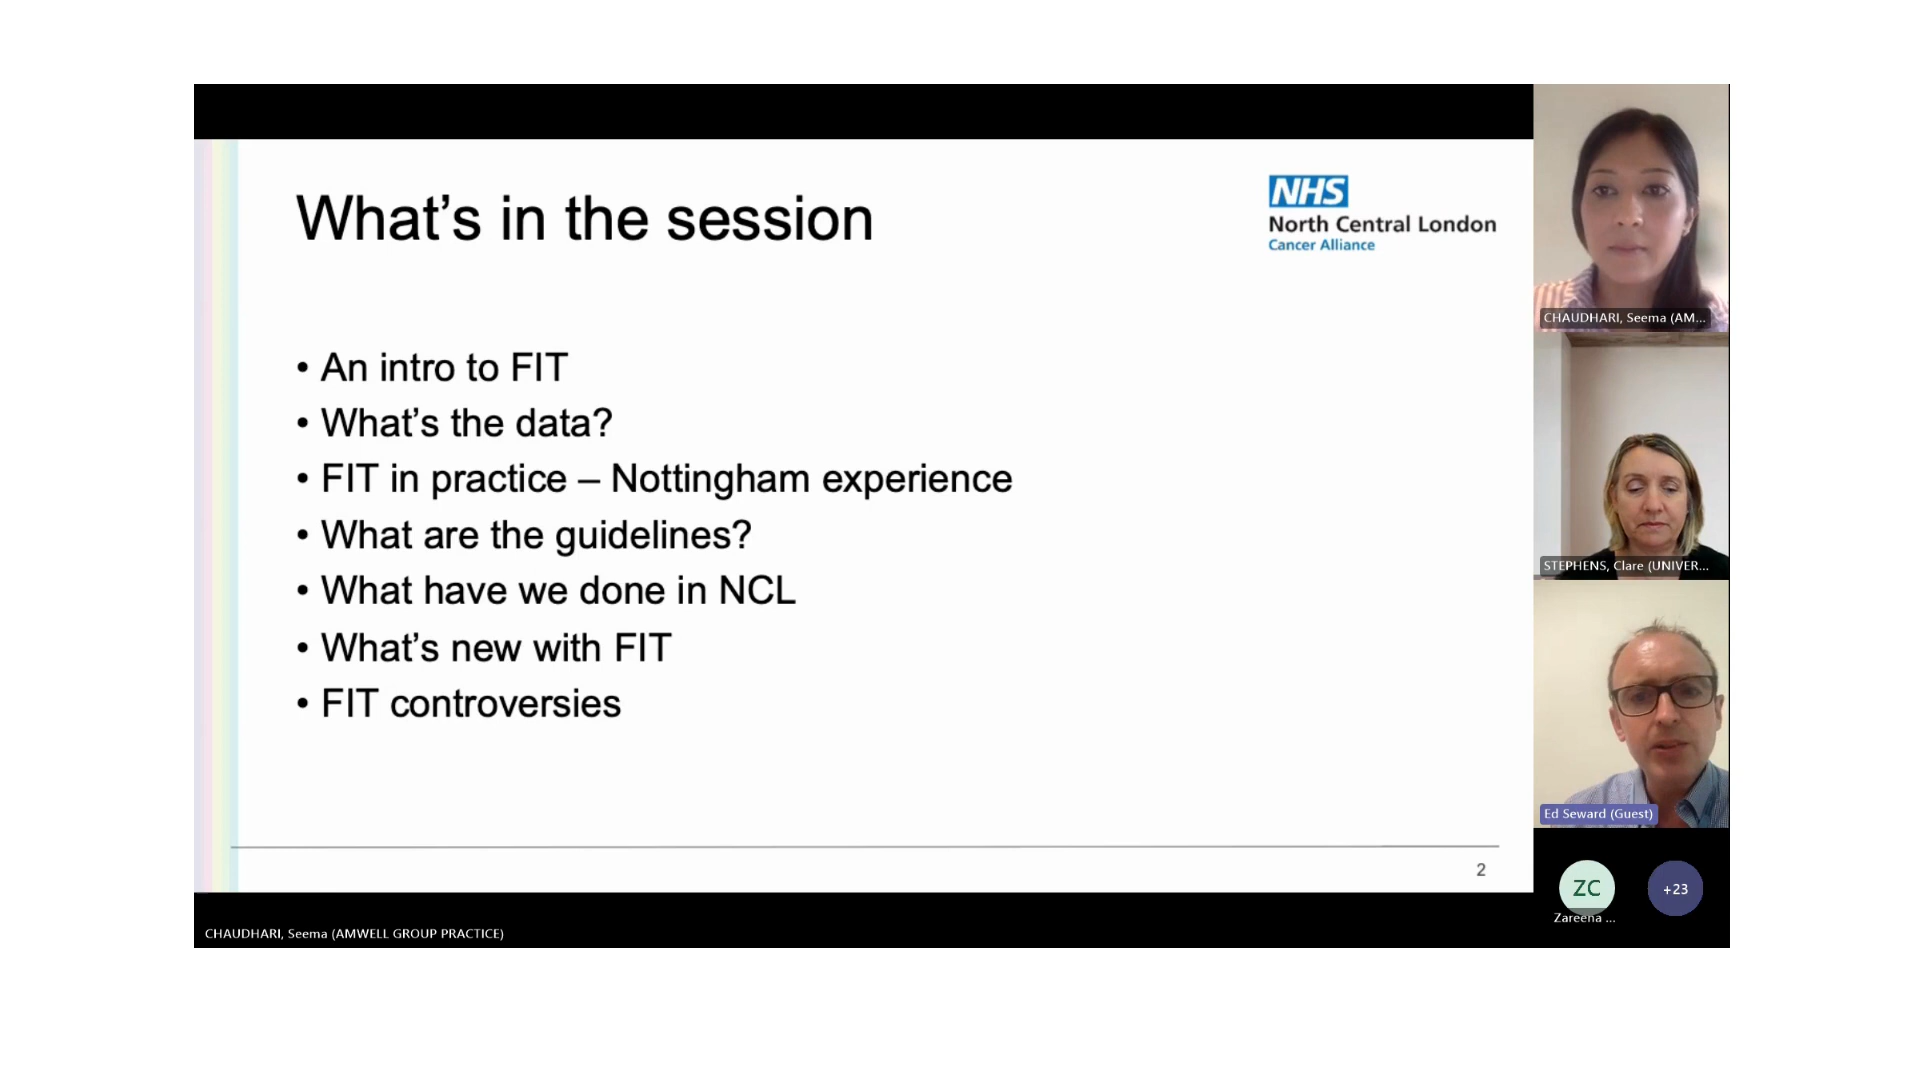 What's in the session
NHS
North Central London
Cancer Alliance
• An intro to FIT
• What's the data?
• FIT in practice – Nottingham experience
• What are the guidelines?
• What have we done in NCL
• What's new with FIT
• FIT controversies
2
CHAUDHARI, Seema (AM...
STEPHENS, Clare (UNIVER...
Ed Seward (Guest)
ZC
+23
Zareena ...
CHAUDHARI, Seema (AMWELL GROUP PRACTICE)